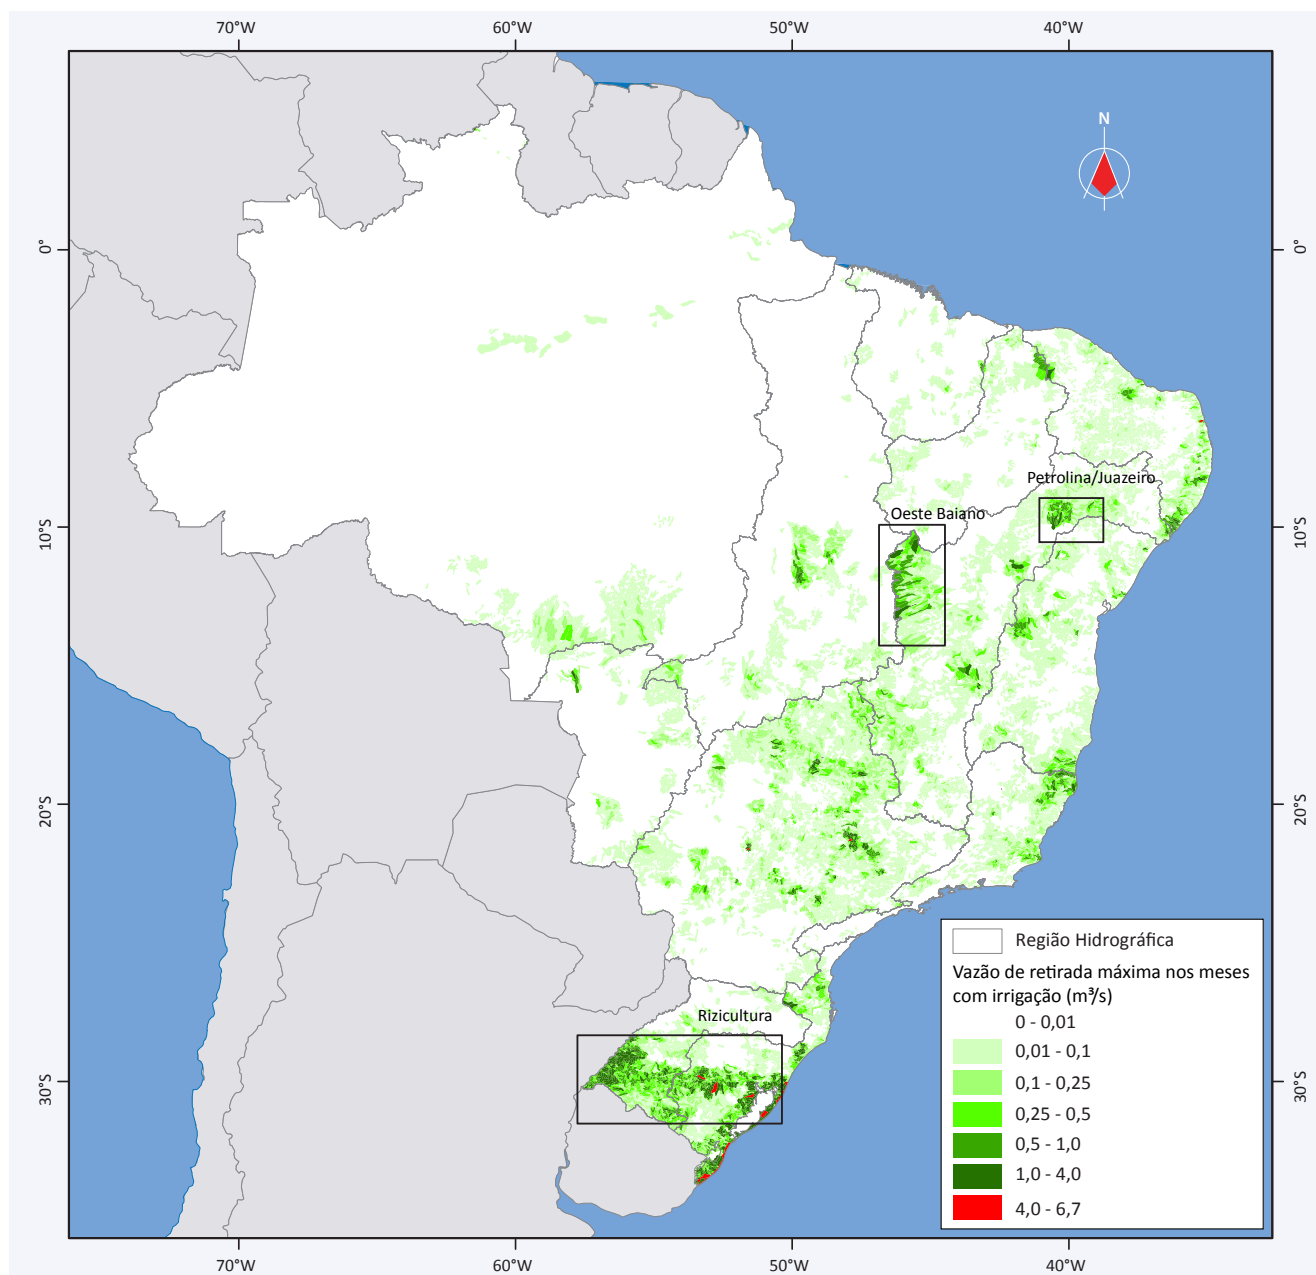 70°W
60°W
50°W
40°W
N
0°
0°
Petrolina/Juazeiro
Oeste Baiano
10°S
10°S
20°S
20°S
Rizicultura
30°S
30°S
Região Hidrográfica
Vazão de retirada máxima nos meses
com irrigação (m³/s)
0 - 0,01
0,01 - 0,1
0,1 - 0,25
0,25 - 0,5
0,5 - 1,0
1,0 - 4,0
4,0 - 6,7
70°W
60°W
50°W
40°W